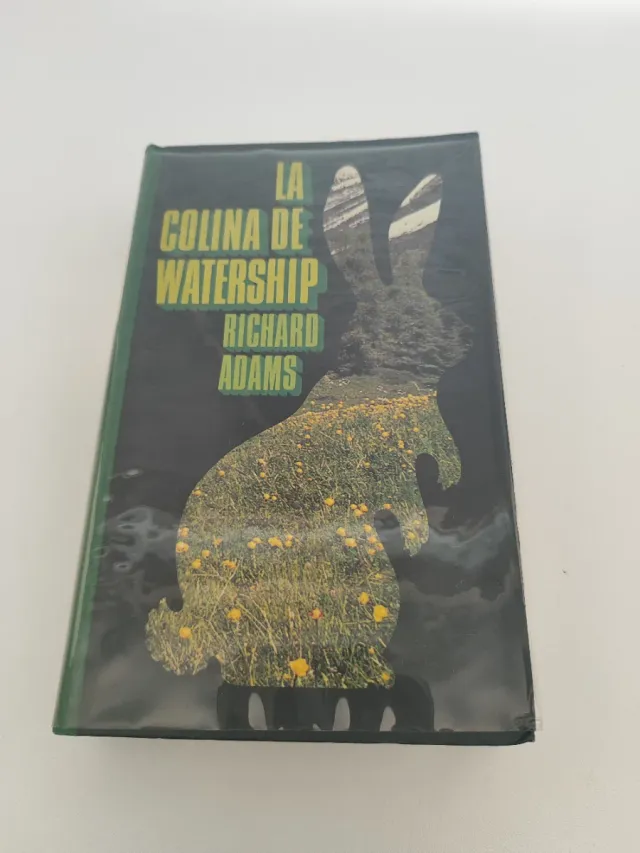 LA
COLINA DE
WATERSHIP
RICHARD
ADAMS